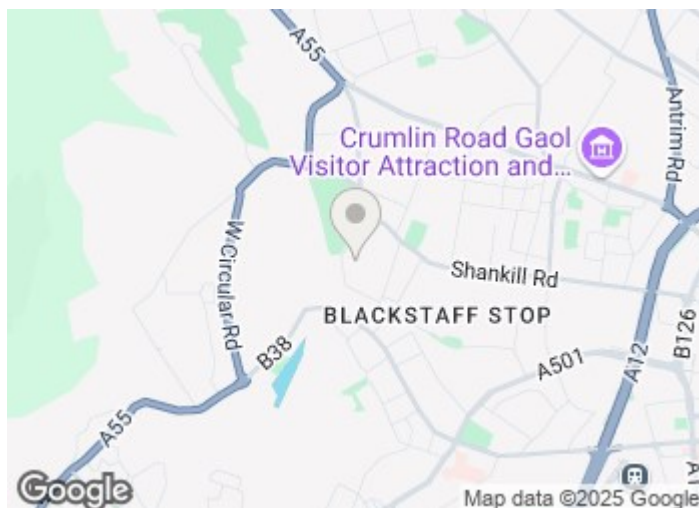 A55
Antrim Rd
Crumlin Road Gaol
Visitor Attraction and...
W Circular Rd
Shankill Rd
BLACKSTAFF STOP
B38
A501
A12
B126
A55
Google
Map data ©2025 Google